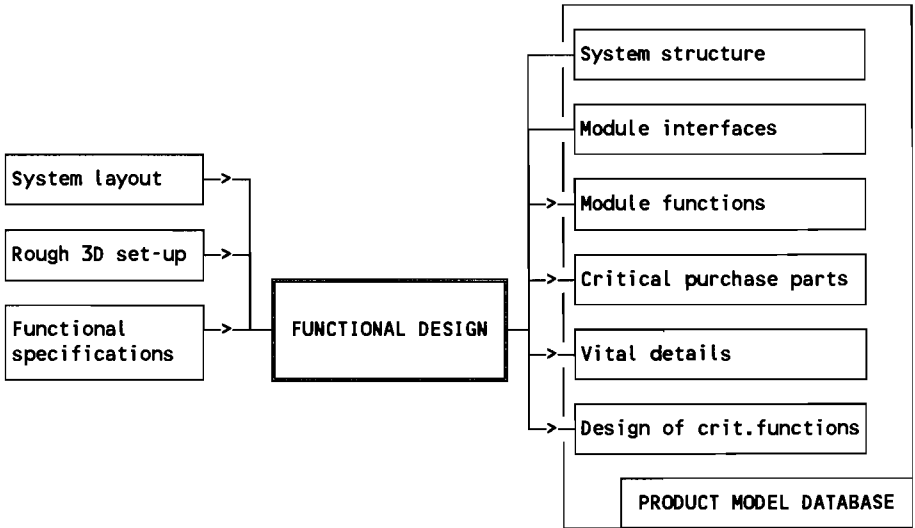 System layout
Rough 3D set-up
Functional
specifications
FUNCTIONAL DESIGN
System structure
Module interfaces
Module functions
Critical purchase parts
Vital details
Design of crit.functions
PRODUCT MODEL DATABASE